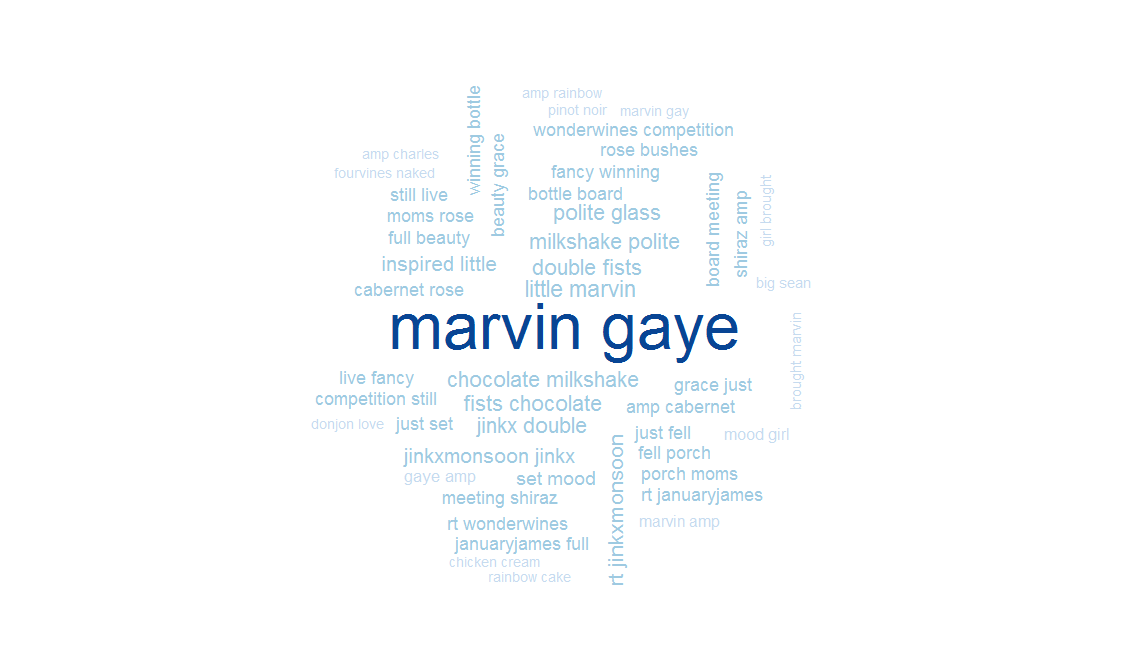 amp rainbow
pinot noir
marvin gay
wonderwines competition
rose bushes
winning bottle
beauty grace
amp charles
fourvines naked
fancy winning
still live
bottle board
moms rose
polite glass
full beauty
milkshake polite
board meeting
shiraz amp
girl brought
inspired little
double fists
big sean
cabernet rose
little marvin
marvin gaye
brought marvin
live fancy
chocolate milkshake
grace just
competition still
fists chocolate
amp cabernet
donjon love
just set
jinkx double
just fell
mood girl
jinkxmonsoon jinkx
fell porch
gaye amp
set mood
porch moms
meeting shiraz
rt jinkxmonsoon
rt januaryjames
rt wonderwines
marvin amp
januaryjames full
chicken cream
rainbow cake